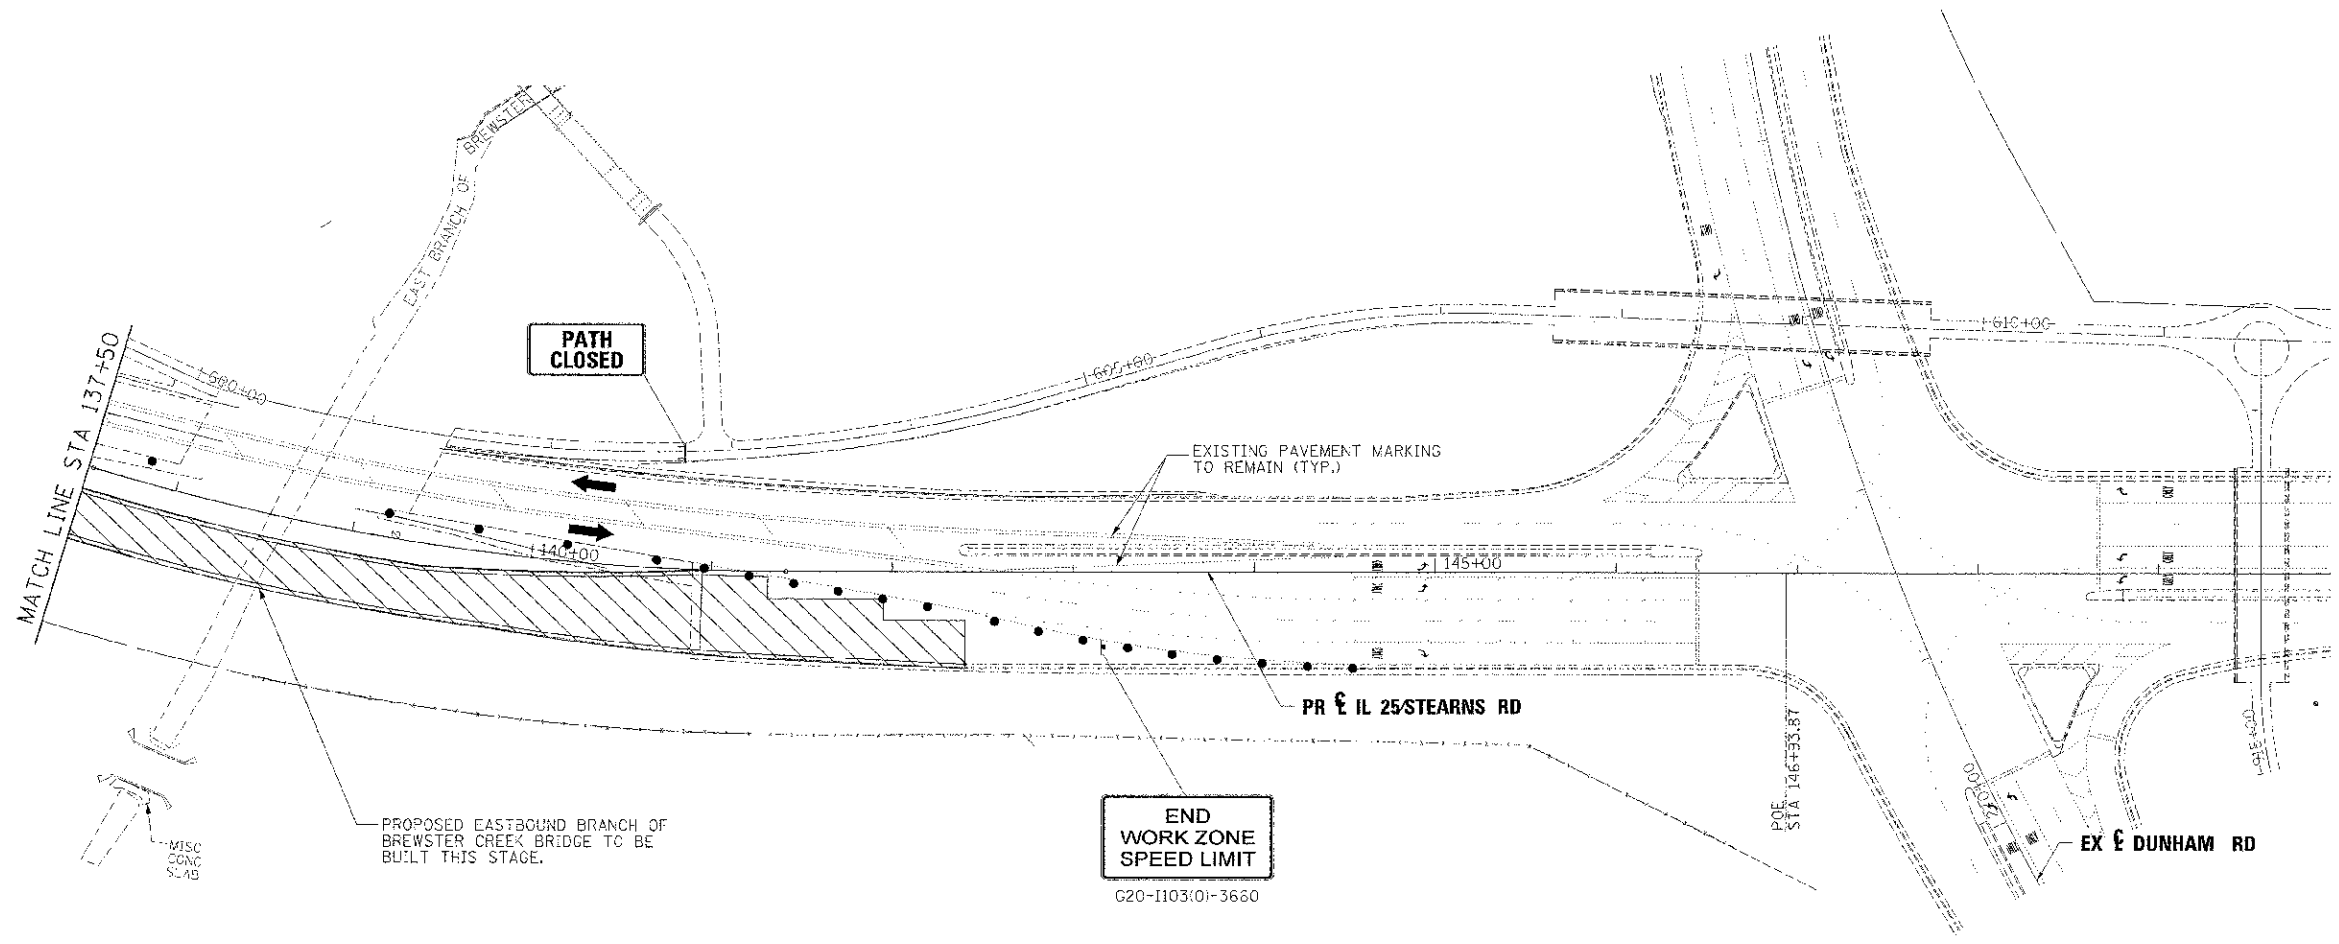 BREWSTER
EAST BRANCH OF
PATH
CLOSED
MATCH LINE STA 137+50
EXISTING PAVEMENT MARKING
TO REMAIN (TYP.)
610+00
140+00
145+00
PR ℄ IL 25/STEARNS RD
END
WORK ZONE
SPEED LIMIT
G20-I103(0)-3660
PROPOSED EASTBOUND BRANCH OF
BREWSTER CREEK BRIDGE TO BE
BUILT THIS STAGE.
MISC
CONC
SLAB
POE
STA 146+93.87
EX ℄ DUNHAM RD